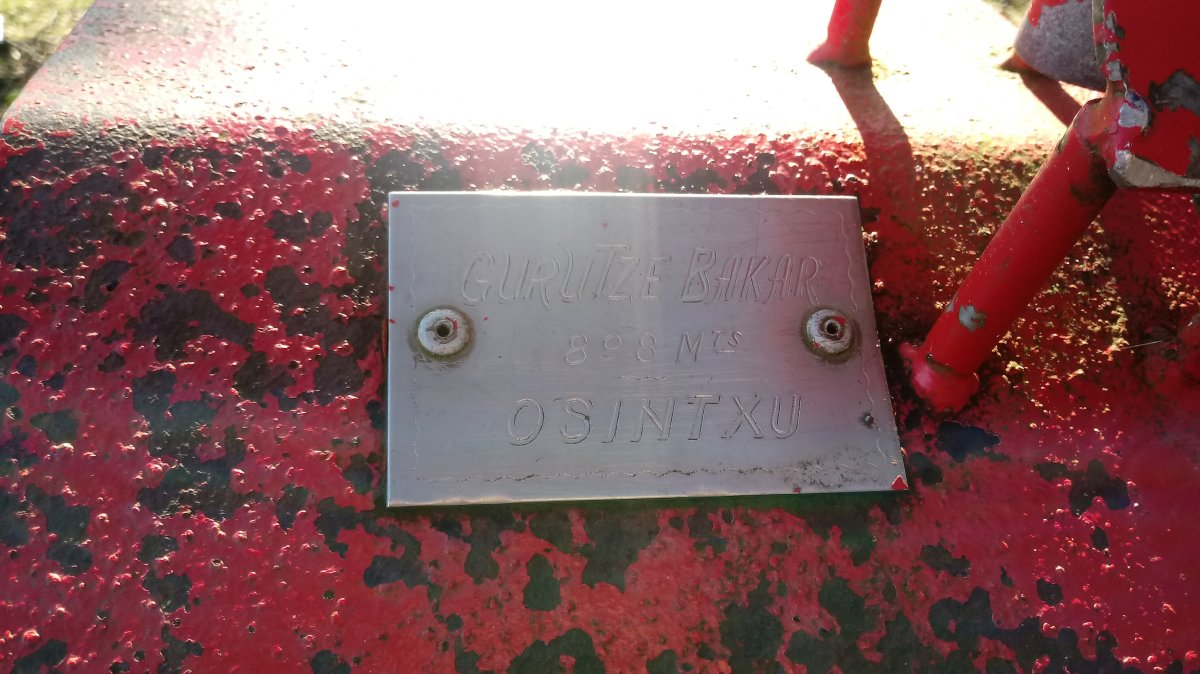 GURUTZE BAKAR
898 Mts
OSINTXU